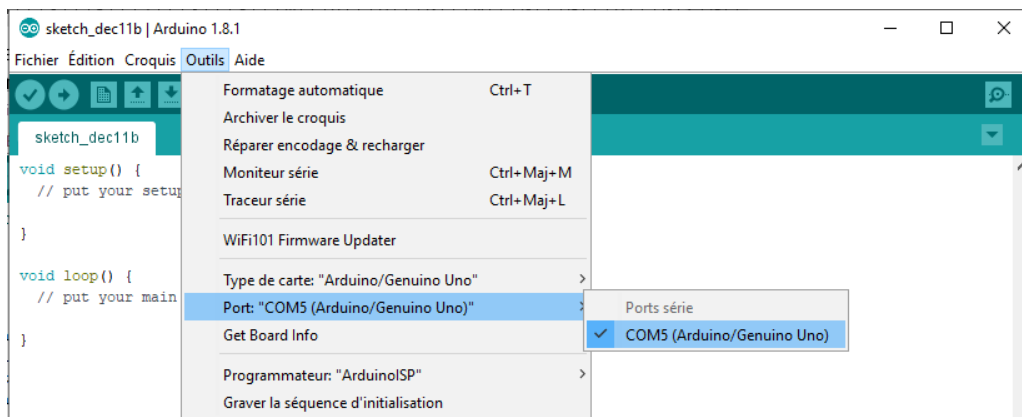 sketch_dec11b | Arduino 1.8.1
Fichier Édition Croquis Outils Aide
sketch_dec11b
void setup() {
// put your setup
}
void loop() {
// put your main
}
Formatage automatique Ctrl+T
Archiver le croquis
Réparer encodage & recharger
Moniteur série Ctrl+Maj+M
Traceur série Ctrl+Maj+L
WiFi101 Firmware Updater
Type de carte: "Arduino/Genuino Uno"
Port: "COM5 (Arduino/Genuino Uno)"
Get Board Info
Programmateur: "ArduinoISP"
Graver la séquence d'initialisation
Ports série
COM5 (Arduino/Genuino Uno)